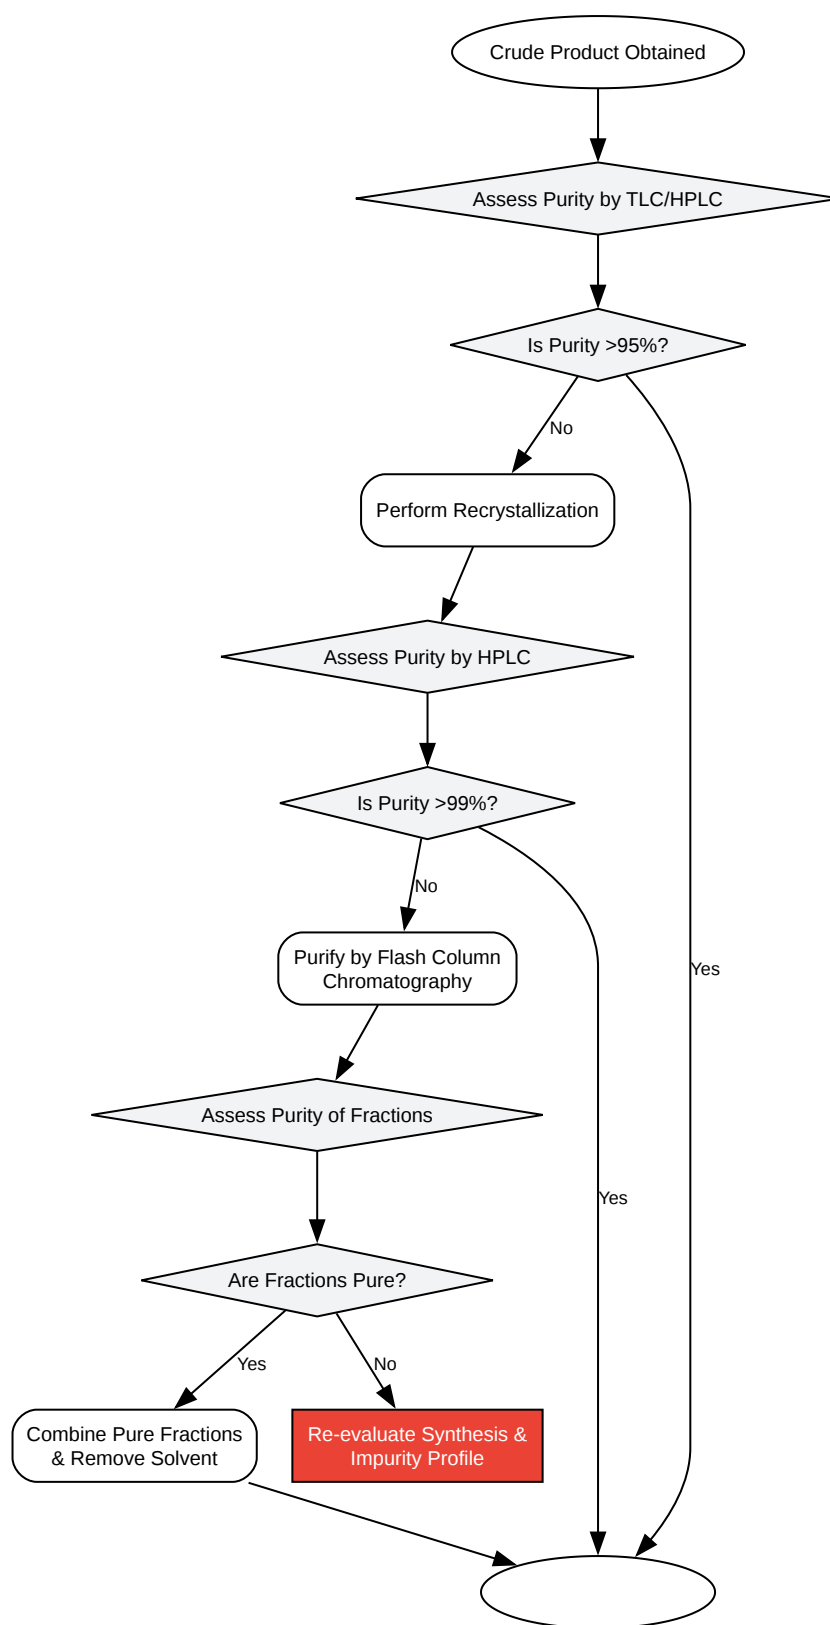 Crude Product Obtained
Assess Purity by TLC/HPLC
Is Purity >95%?
No
Perform Recrystallization
Assess Purity by HPLC
Is Purity >99%?
No
Purify by Flash Column
Chromatography
Yes
Assess Purity of Fractions
Yes
Are Fractions Pure?
Yes
No
Combine Pure Fractions
& Remove Solvent
Re-evaluate Synthesis &
Impurity Profile